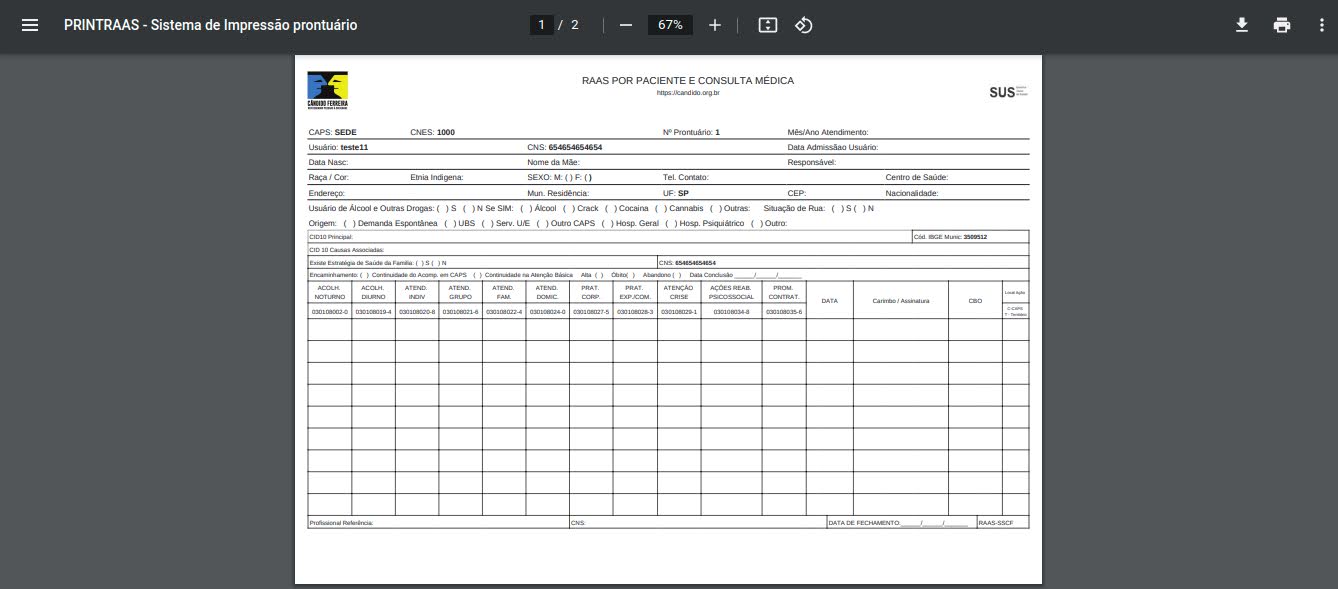 PRINTRAAS - Sistema de Impressão prontuário
1 / 2
67%
RAAS POR PACIENTE E CONSULTA MÉDICA
https://candido.org.br
CÂNDIDO FERREIRA
SUS
CAPS: SEDE CNES: 1000 Nº Prontuário: 1 Mês/Ano Atendimento:
Usuário: teste11 CNS: 654654654654 Data Admissãao Usuário:
Data Nasc: Nome da Mãe: Responsável:
Raça / Cor: Etnia Indígena: SEXO: M: ( ) F: ( ) Tel. Contato: Centro de Saúde:
Endereço: Mun. Residência: UF: SP CEP: Nacionalidade:
Usuário de Álcool e Outras Drogas: ( ) S ( ) N Se SIM: ( ) Álcool ( ) Crack ( ) Cocaina ( ) Cannabis ( ) Outras: Situação de Rua: ( ) S ( ) N
Origem: ( ) Demanda Espontânea ( ) UBS ( ) Serv. U/E ( ) Outro CAPS ( ) Hosp. Geral ( ) Hosp. Psiquiátrico ( ) Outro:
CID10 Principal: Cód. IBGE Munic: 3509512
CID 10 Causas Associadas:
Existe Estratégia de Saúde da Família: ( ) S ( ) N CNS: 654654654654
Encaminhamento: ( ) Continuidade do Acomp. em CAPS ( ) Continuidade na Atenção Básica Alta ( ) Óbito( ) Abandono ( ) Data Conclusão ______/______/_______
ACOLH. NOTURNO ACOLH. DIURNO ATEND. INDIV ATEND. GRUPO ATEND. FAM. ATEND. DOMIC. PRAT. CORP. PRAT. EXP./COM. ATENÇÃO CRISE AÇÕES REAB. PSICOSSOCIAL PROM. CONTRAT. DATA Carimbo / Assinatura CBO Local Ação
030108002-0 030108019-4 030108020-8 030108021-6 030108022-4 030108024-0 030108027-5 030108028-3 030108029-1 030108034-8 030108035-6 C-CAPS T - Território
Profissional Referência: CNS: DATA DE FECHAMENTO:______/______/_______ RAAS-SSCF